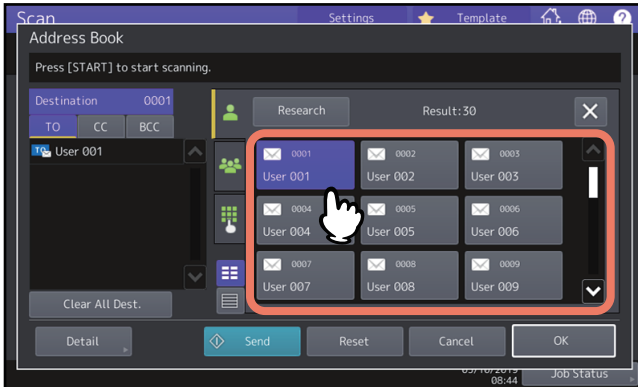 Scan
Settings
Template
?
Address Book
Press [START] to start scanning.
Destination 0001
TO CC BCC
TO User 001
Research
Result:30
0001
User 001
0002
User 002
0003
User 003
0004
User 004
0005
User 005
0006
User 006
0007
User 007
0008
User 008
0009
User 009
Clear All Dest.
Detail
Send
Reset
Cancel
OK
08:44
Job Status